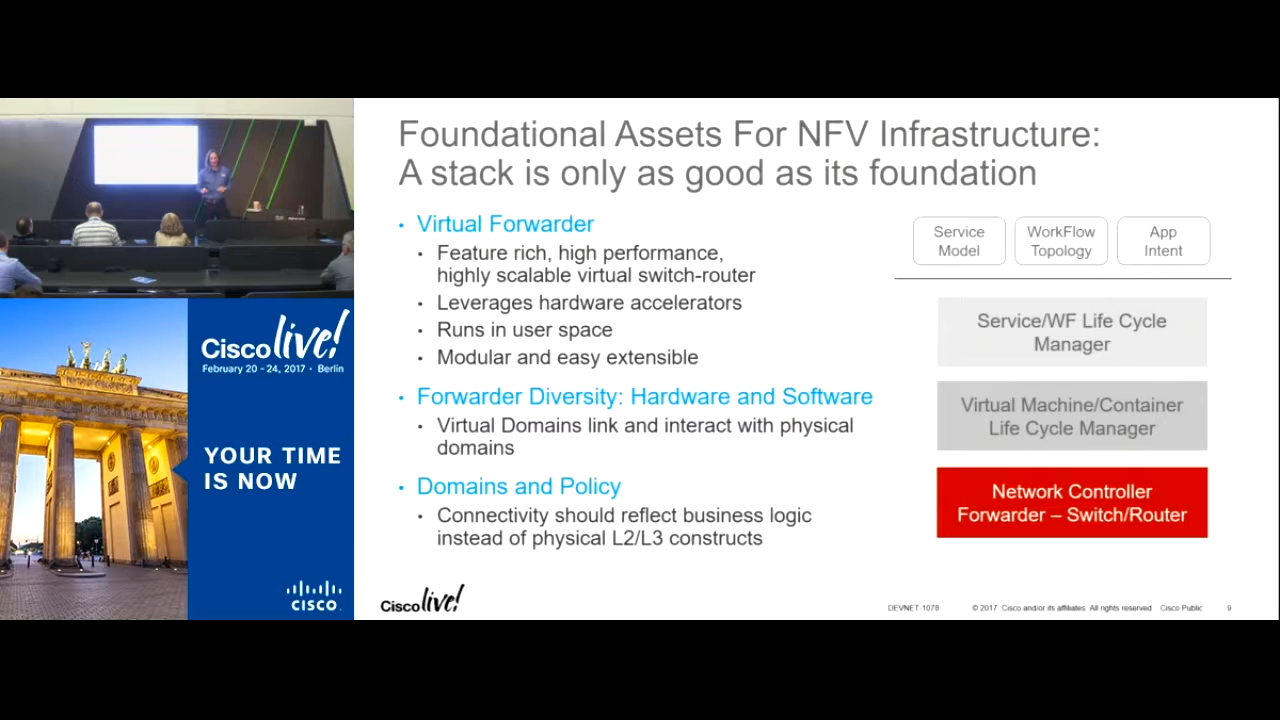 Foundational Assets For NFV Infrastructure:
A stack is only as good as its foundation
• Virtual Forwarder
• Feature rich, high performance,
highly scalable virtual switch-router
• Leverages hardware accelerators
• Runs in user space
• Modular and easy extensible
• Forwarder Diversity: Hardware and Software
• Virtual Domains link and interact with physical
domains
• Domains and Policy
• Connectivity should reflect business logic
instead of physical L2/L3 constructs
Service
Model
WorkFlow
Topology
App
Intent
Service/WF Life Cycle
Manager
Virtual Machine/Container
Life Cycle Manager
Network Controller
Forwarder – Switch/Router
Cisco live!
DEVNET-1078 © 2017 Cisco and/or its affiliates. All rights reserved Cisco Public 9
Cisco live!
February 20 - 24, 2017 · Berlin
YOUR TIME
IS NOW
CISCO